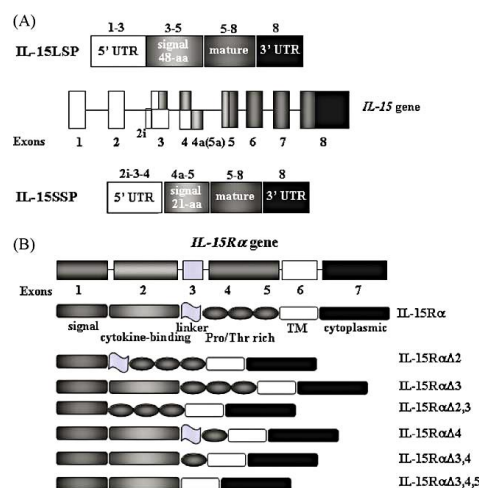 (A)
1-3 3-5 5-8 8
IL-15LSP 5' UTR signal 48-aa mature 3' UTR
IL-15 gene
2i 4a(5a)
Exons 1 2 3 4 5 6 7 8
2i-3-4 4a-5 5-8 8
IL-15SSP 5' UTR signal 21-aa mature 3' UTR
(B)
IL-15Rα gene
Exons 1 2 3 4 5 6 7
IL-15Rα
signal cytokine-binding linker Pro/Thr rich TM cytoplasmic
IL-15RαΔ2
IL-15RαΔ3
IL-15RαΔ2,3
IL-15RαΔ4
IL-15RαΔ3,4
IL-15RαΔ3,4,5